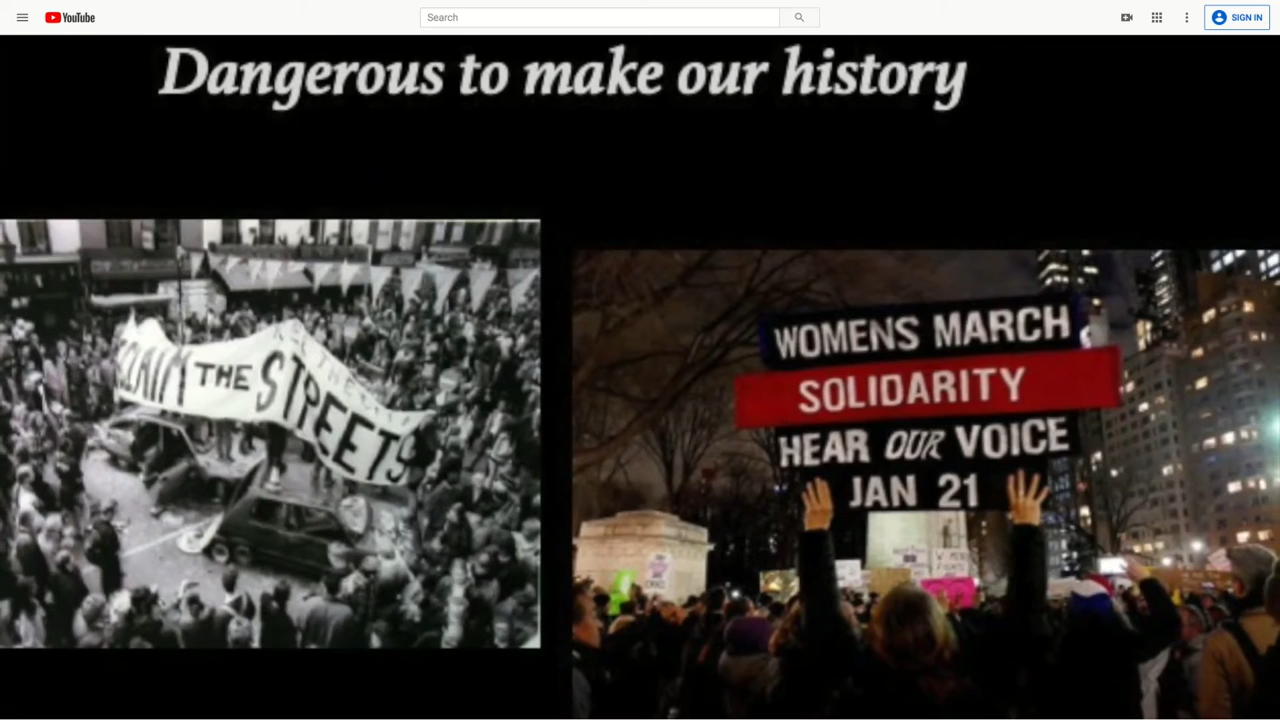 YouTube
Search
SIGN IN
Dangerous to make our history
CLAIM THE STREETS
WOMENS MARCH
SOLIDARITY
HEAR OUR VOICE
JAN 21